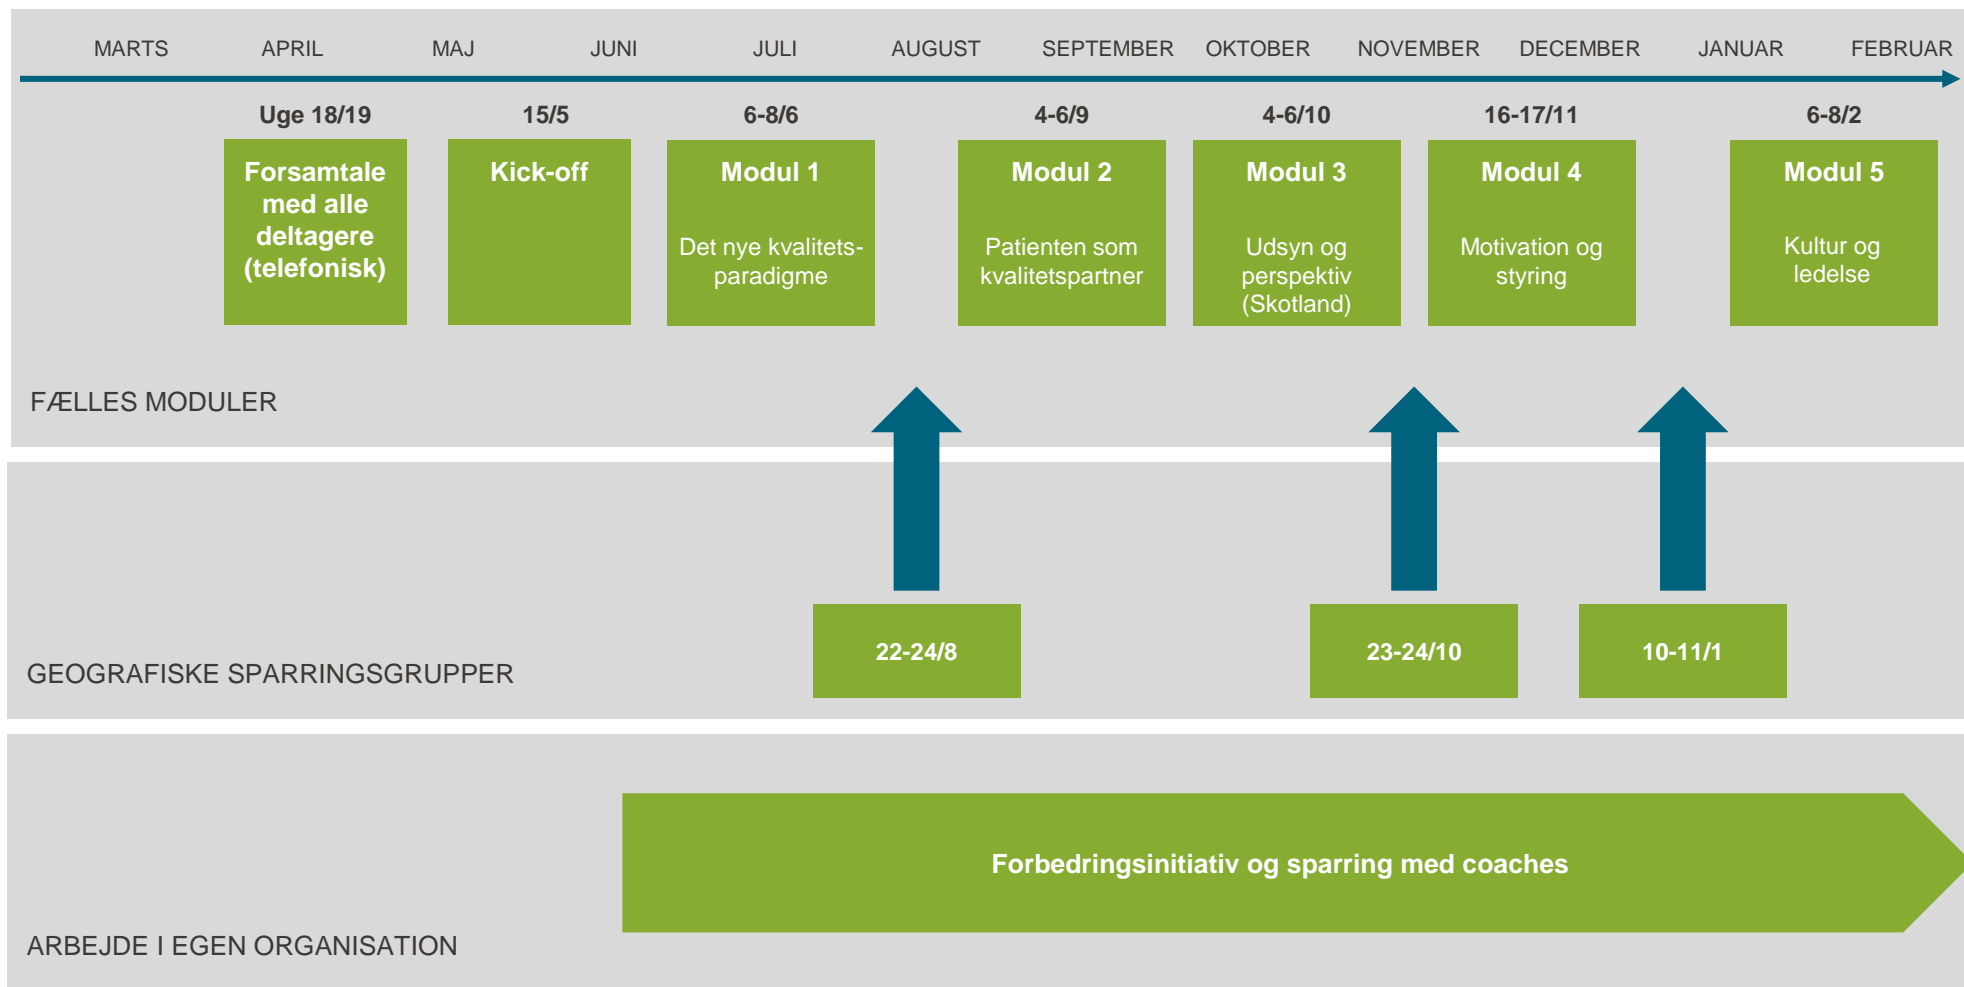 MARTS APRIL MAJ JUNI JULI AUGUST SEPTEMBER OKTOBER NOVEMBER DECEMBER JANUAR FEBRUAR
Uge 18/19 15/5 6-8/6 4-6/9 4-6/10 16-17/11 6-8/2
Forsamtale
med alle
deltagere
(telefonisk)
Kick-off
Modul 1
Det nye kvalitets-
paradigme
Modul 2
Patienten som
kvalitetspartner
Modul 3
Udsyn og
perspektiv
(Skotland)
Modul 4
Motivation og
styring
Modul 5
Kultur og
ledelse
FÆLLES MODULER
22-24/8 23-24/10 10-11/1
GEOGRAFISKE SPARRINGSGRUPPER
Forbedringsinitiativ og sparring med coaches
ARBEJDE I EGEN ORGANISATION